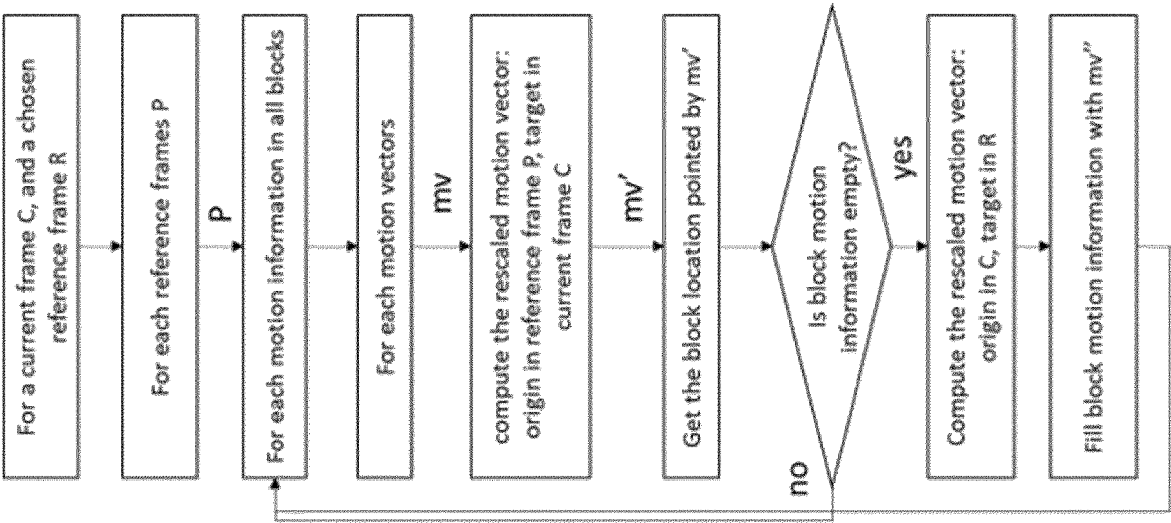 For a current frame C, and a chosen
reference frame R
For each reference frames P
P
For each motion information in all blocks
For each motion vectors
mv
compute the rescaled motion vector:
origin in reference frame P, target in
current frame C
mv'
Get the block location pointed by mv'
Is block motion
information empty?
no
yes
Compute the rescaled motion vector:
origin in C, target in R
Fill block motion information with mv"